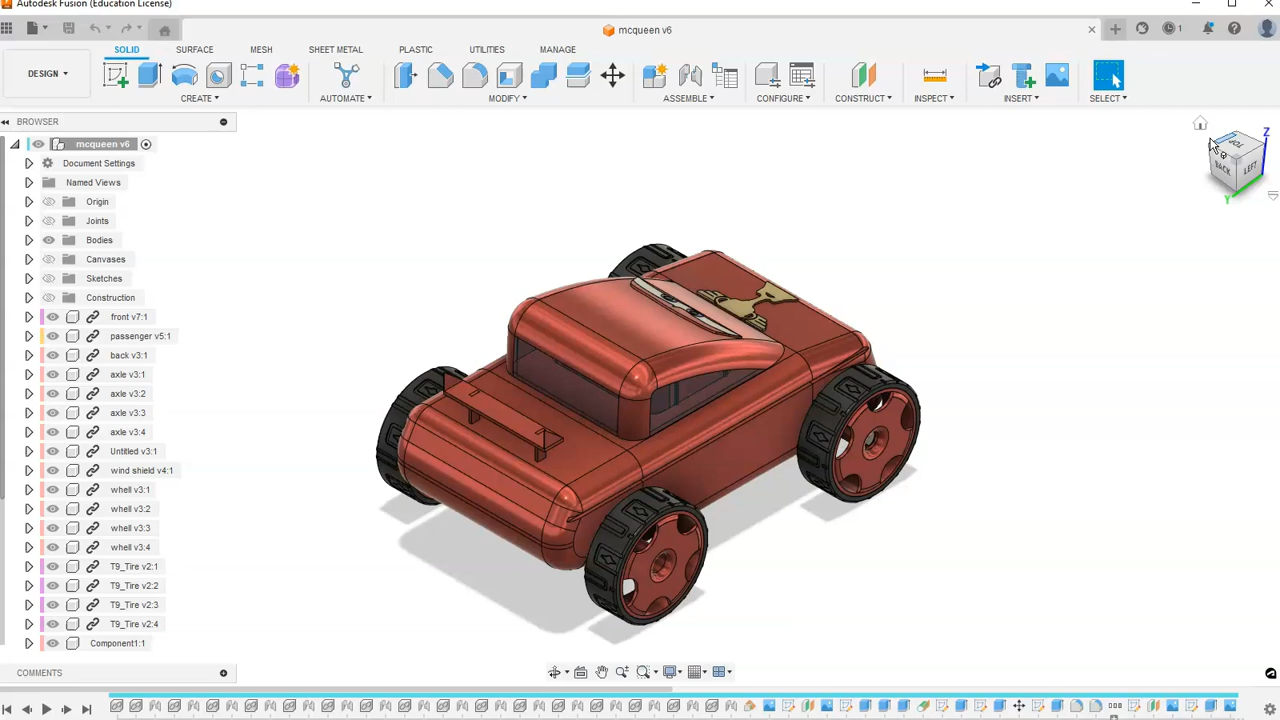 Autodesk Fusion (Education License)
mcqueen v6
1
SOLID SURFACE MESH SHEET METAL PLASTIC UTILITIES MANAGE
DESIGN
CREATE AUTOMATE MODIFY ASSEMBLE CONFIGURE CONSTRUCT INSPECT INSERT SELECT
BROWSER
mcqueen v6
Document Settings
Named Views
Origin
Joints
Bodies
Canvases
Sketches
Construction
front v7:1
passenger v5:1
back v3:1
axle v3:1
axle v3:2
axle v3:3
axle v3:4
Untitled v3:1
wind shield v4:1
whell v3:1
whell v3:2
whell v3:3
whell v3:4
T9_Tire v2:1
T9_Tire v2:2
T9_Tire v2:3
T9_Tire v2:4
Component1:1
Z
TOP
BACK LEFT
Y
COMMENTS